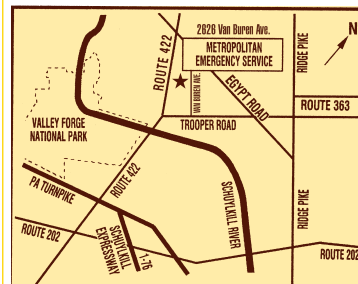 2626 Van Buren Ave.
METROPOLITAN
EMERGENCY SERVICE
N
ROUTE 422
RIDGE PIKE
VAN BUREN AVE.
EGYPT ROAD
ROUTE 363
TROOPER ROAD
VALLEY FORGE
NATIONAL PARK
ROUTE 422
PA TURNPIKE
SCHUYLKILL RIVER
RIDGE PIKE
ROUTE 202
SCHUYLKILL
EXPRESSWAY
1-76
ROUTE 202